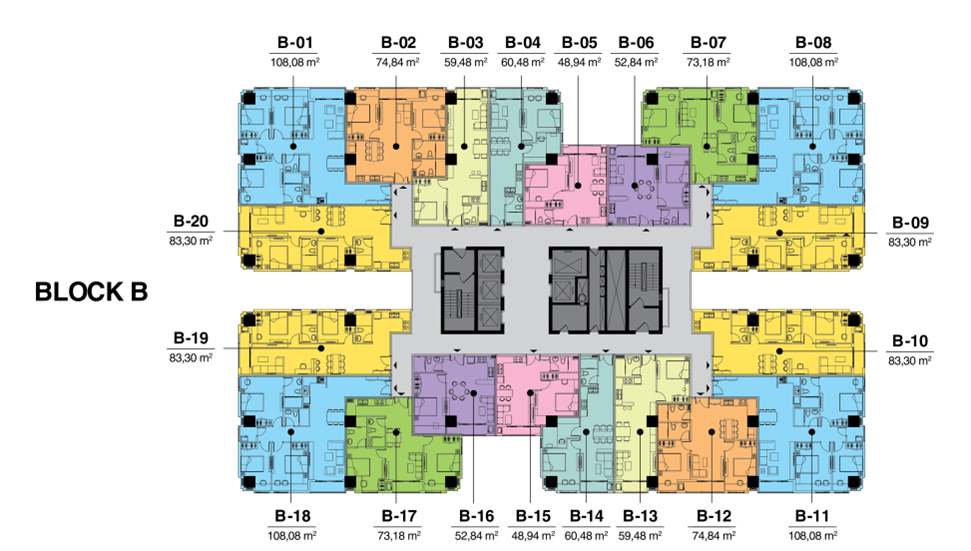 B-01 B-02 B-03 B-04 B-05 B-06 B-07 B-08
108,08 m² 74,84 m² 59,48 m² 60,48 m² 48,94 m² 52,84 m² 73,18 m² 108,08 m²
B-20 B-09
83,30 m² 83,30 m²
BLOCK B
B-19 B-10
83,30 m² 83,30 m²
B-18 B-17 B-16 B-15 B-14 B-13 B-12 B-11
108,08 m² 73,18 m² 52,84 m² 48,94 m² 60,48 m² 59,48 m² 74,84 m² 108,08 m²